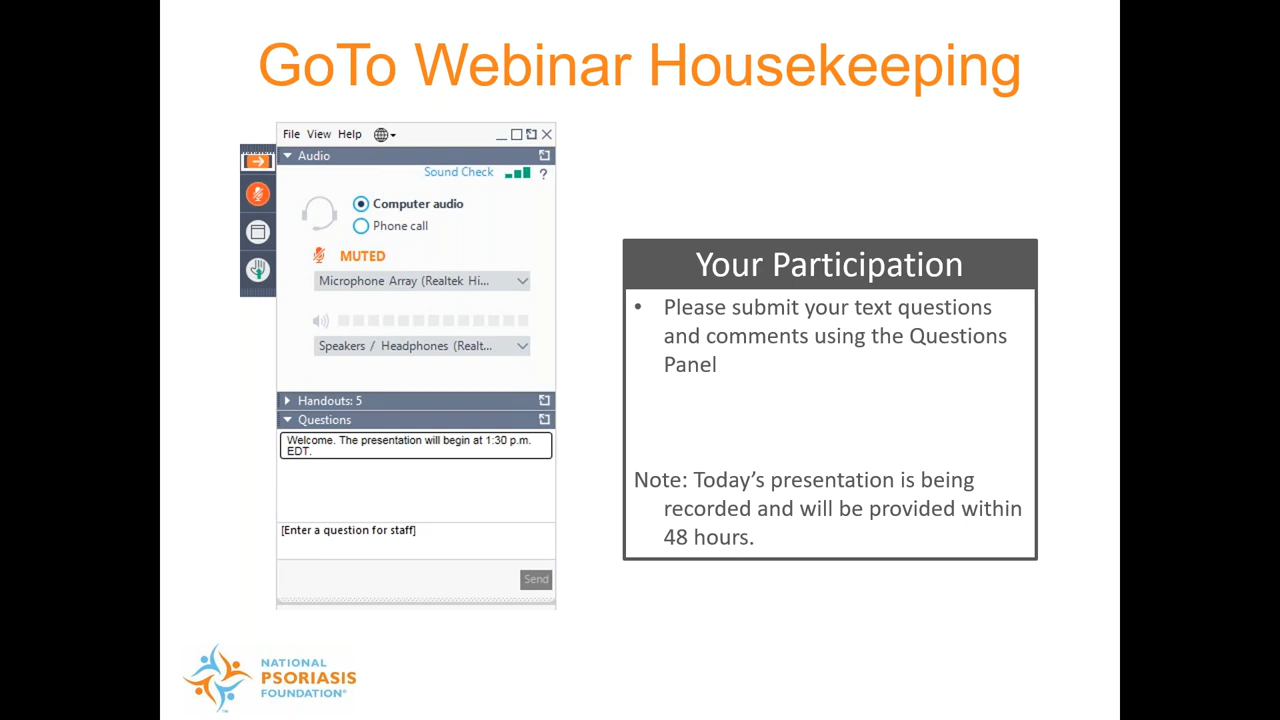 GoTo Webinar Housekeeping
File View Help
Audio
Sound Check
?
Computer audio
Phone call
MUTED
Microphone Array (Realtek Hi...
Speakers / Headphones (Realt...
Handouts: 5
Questions
Welcome. The presentation will begin at 1:30 p.m.
EDT.
[Enter a question for staff]
Send
Your Participation
• Please submit your text questions
and comments using the Questions
Panel
Note: Today’s presentation is being
recorded and will be provided within
48 hours.
NATIONAL
PSORIASIS
FOUNDATION®
™